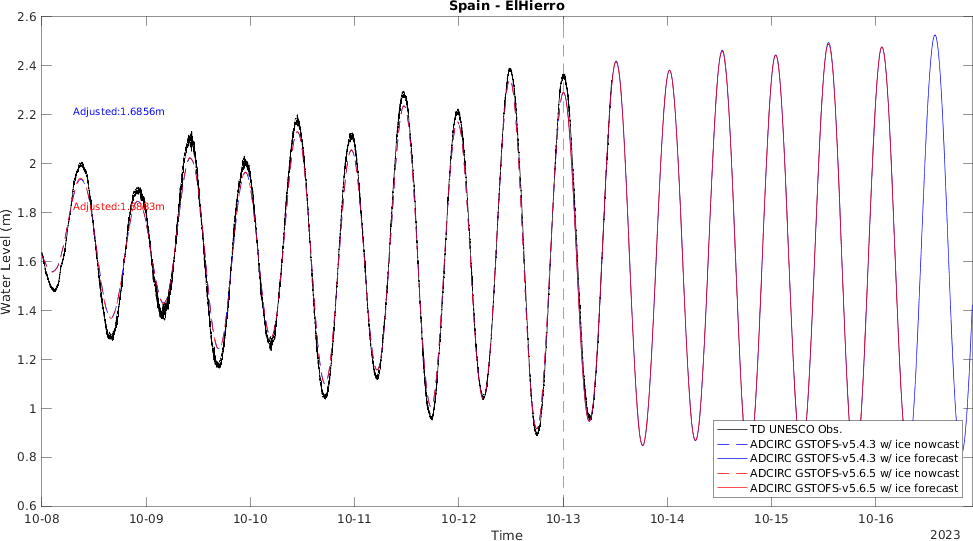 Spain - ElHierro
2.6
2.4
2.2
2
1.8
1.6
1.4
1.2
1
0.8
0.6
Water Level (m)
Adjusted:1.6856m
TD UNESCO Obs.
ADCIRC GSTOFS-v5.4.3 w/ ice nowcast
ADCIRC GSTOFS-v5.4.3 w/ ice forecast
ADCIRC GSTOFS-v5.6.5 w/ ice nowcast
ADCIRC GSTOFS-v5.6.5 w/ ice forecast
10-08 10-09 10-10 10-11 10-12 10-13 10-14 10-15 10-16
Time
2023